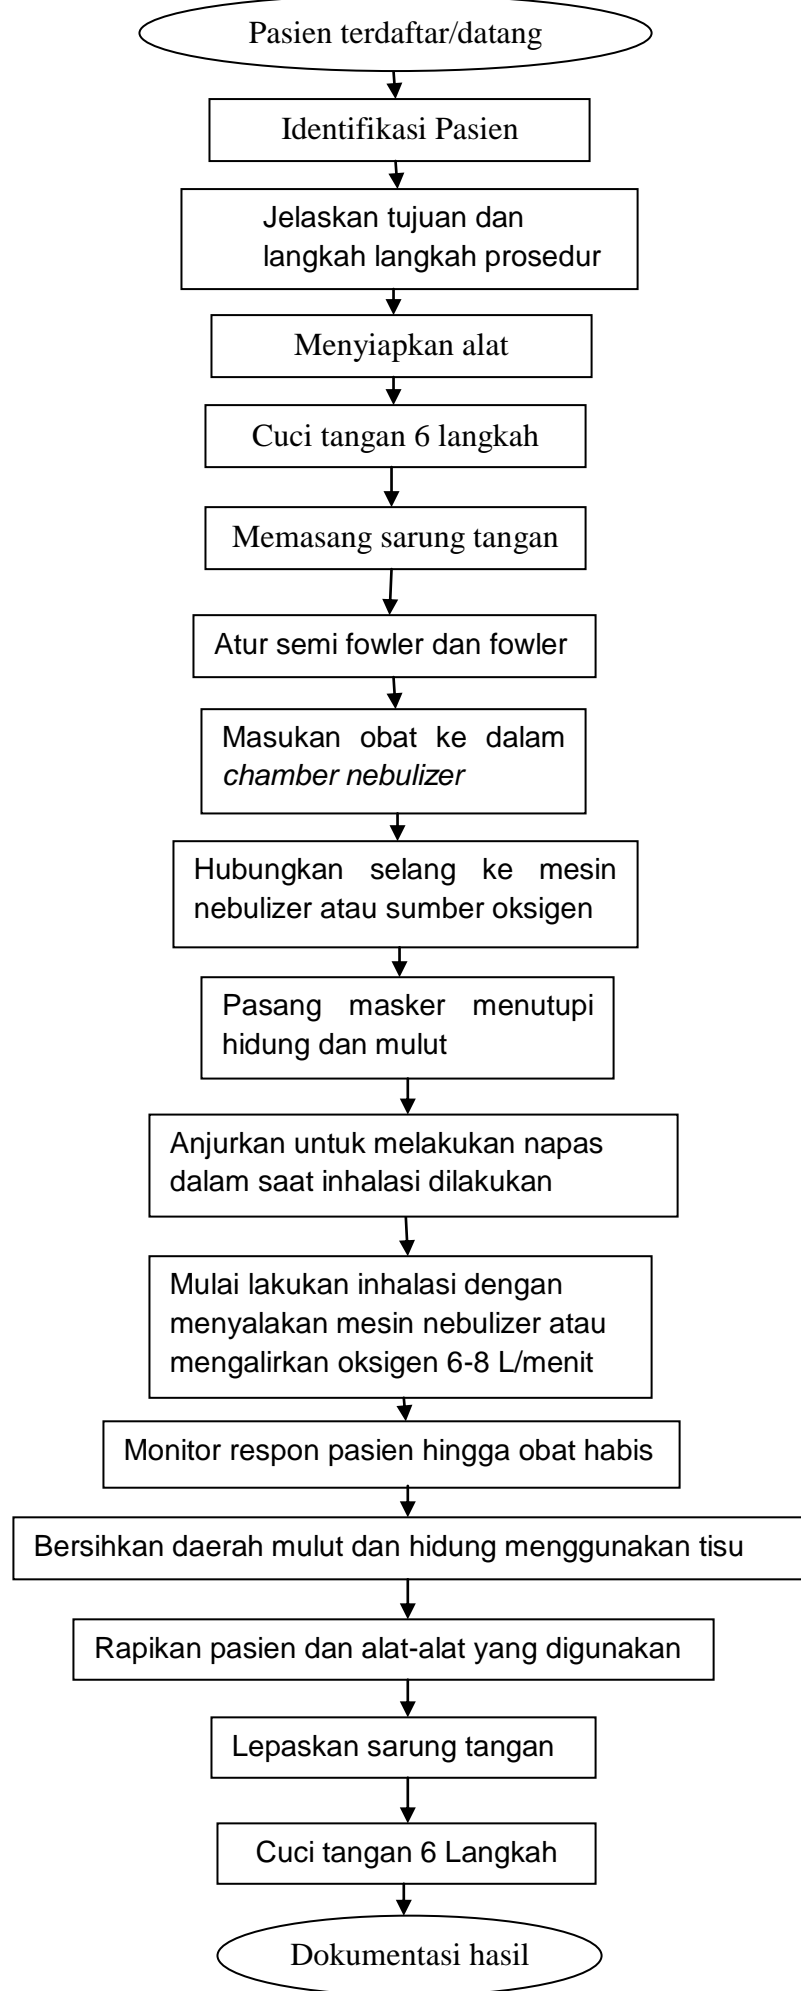 Pasien terdaftar/datang
Identifikasi Pasien
Jelaskan tujuan dan
langkah langkah prosedur
Menyiapkan alat
Cuci tangan 6 langkah
Memasang sarung tangan
Atur semi fowler dan fowler
Masukan obat ke dalam
chamber nebulizer
Hubungkan selang ke mesin
nebulizer atau sumber oksigen
Pasang masker menutupi
hidung dan mulut
Anjurkan untuk melakukan napas
dalam saat inhalasi dilakukan
Mulai lakukan inhalasi dengan
menyalakan mesin nebulizer atau
mengalirkan oksigen 6-8 L/menit
Monitor respon pasien hingga obat habis
Bersihkan daerah mulut dan hidung menggunakan tisu
Rapikan pasien dan alat-alat yang digunakan
Lepaskan sarung tangan
Cuci tangan 6 Langkah
Dokumentasi hasil